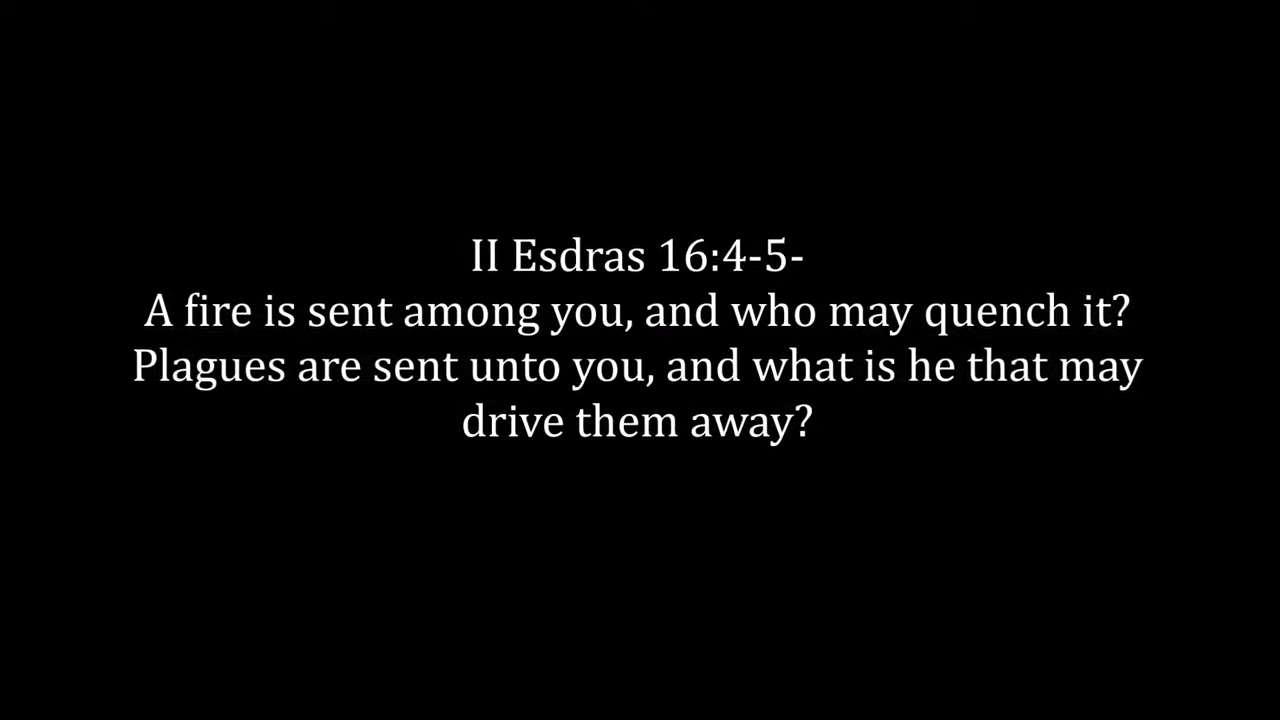 II Esdras 16:4-5-
A fire is sent among you, and who may quench it?
Plagues are sent unto you, and what is he that may
drive them away?